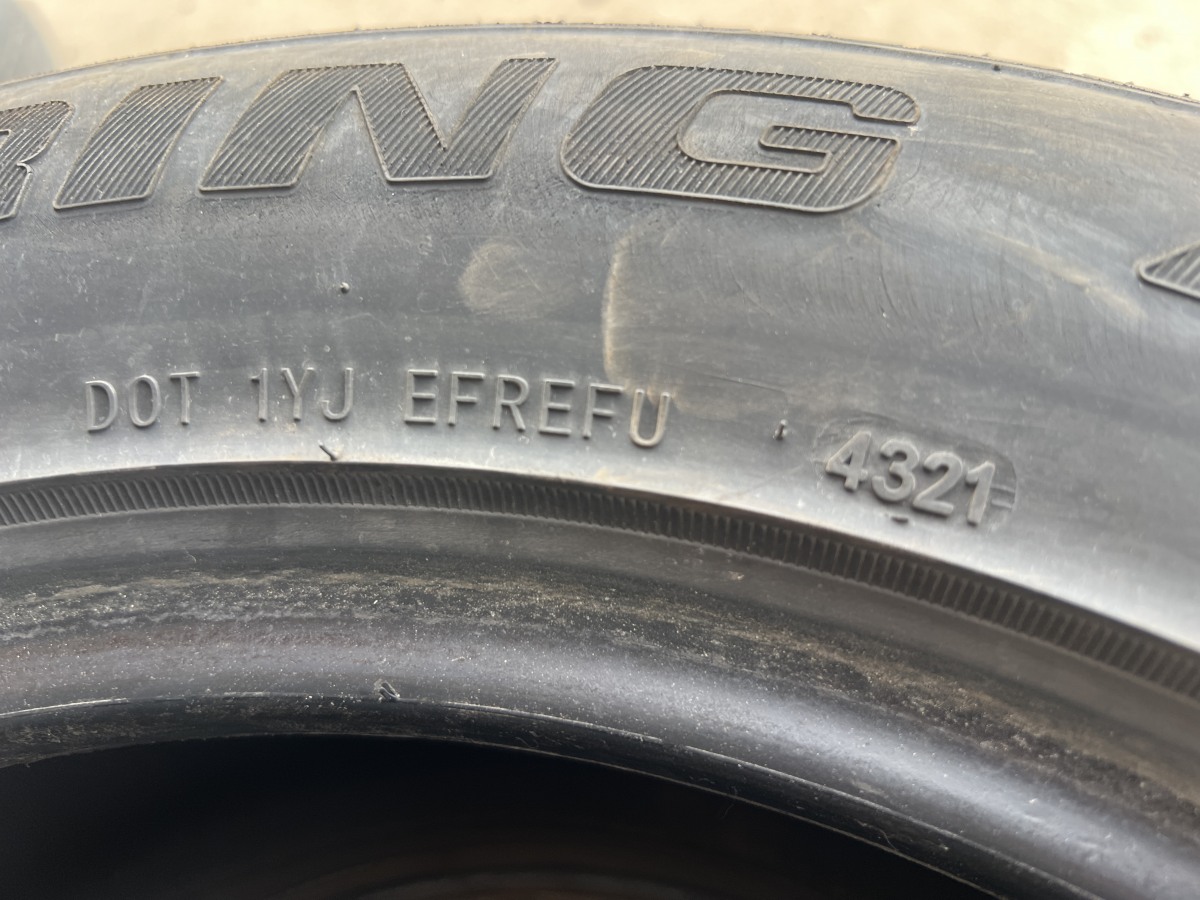 RING
DOT 1YJ EFREFU 4321